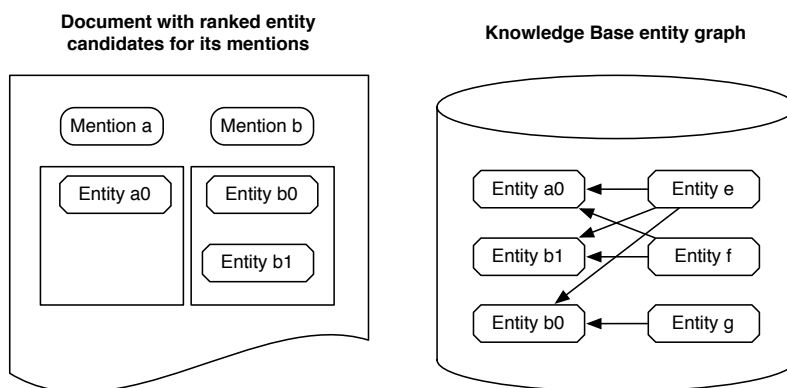 Document with ranked entity
candidates for its mentions
Mention a
Mention b
Entity a0
Entity b0
Entity b1
Knowledge Base entity graph
Entity a0
Entity e
Entity b1
Entity f
Entity b0
Entity g